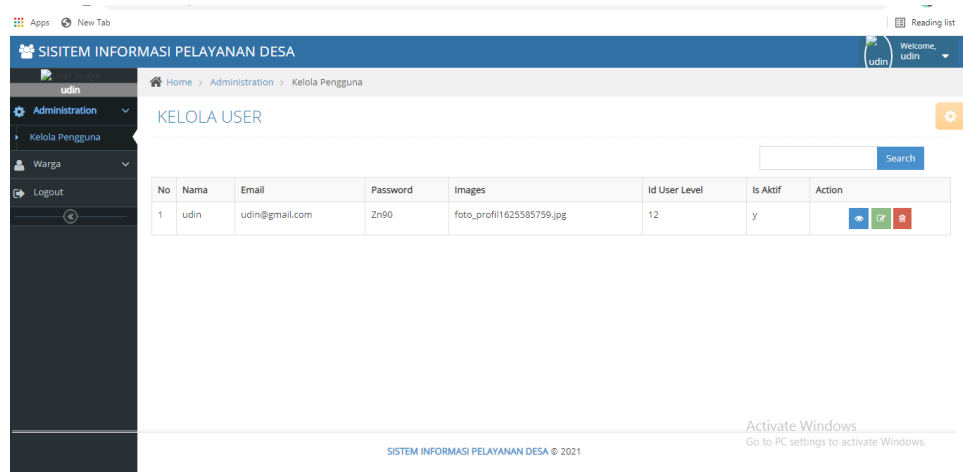 Apps New Tab Reading list
SISITEM INFORMASI PELAYANAN DESA
udin Welcome, udin
udin
Home > Administration > Kelola Pengguna
Administration
Kelola Pengguna
Warga
Logout
KELOLA USER
Search
No Nama Email Password Images Id User Level Is Aktif Action
1 udin udin@gmail.com Zn90 foto_profil1625585759.jpg 12 y
Activate Windows
Go to PC settings to activate Windows.
SISTEM INFORMASI PELAYANAN DESA © 2021